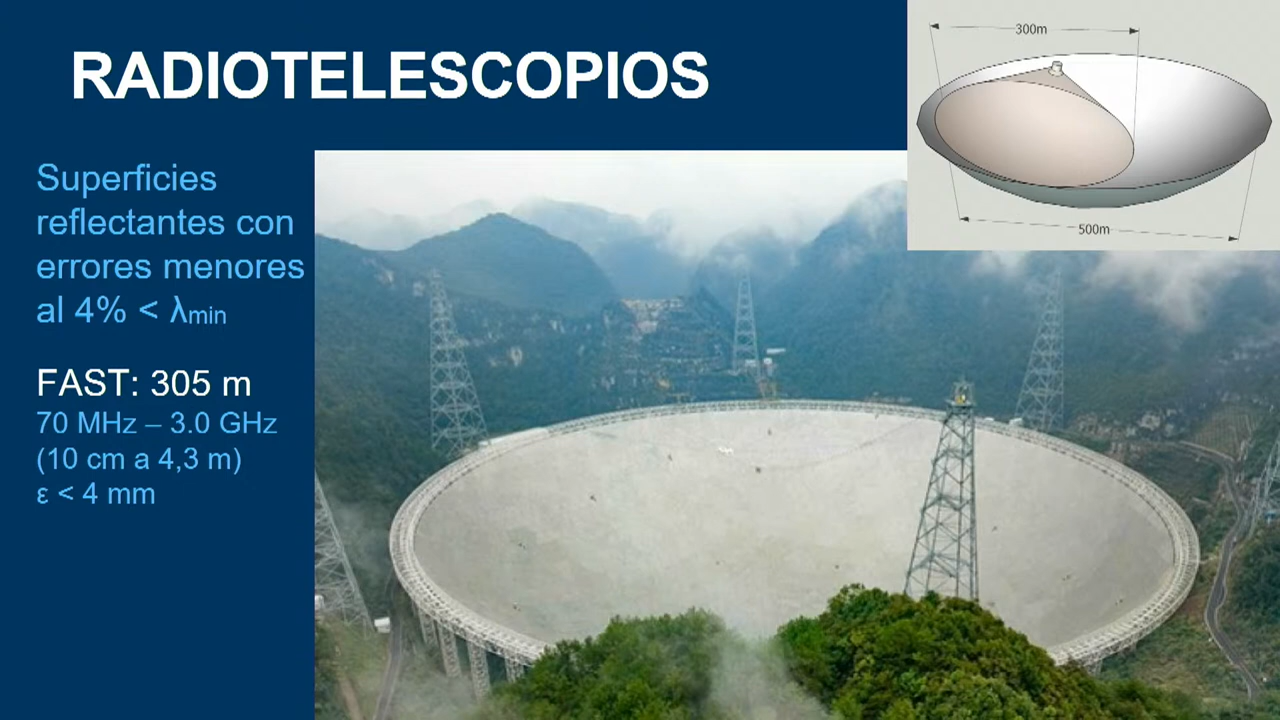 RADIOTELESCOPIOS
Superficies
reflectantes con
errores menores
al 4% < λmin
FAST: 305 m
70 MHz – 3.0 GHz
(10 cm a 4,3 m)
ε < 4 mm
300m
500m